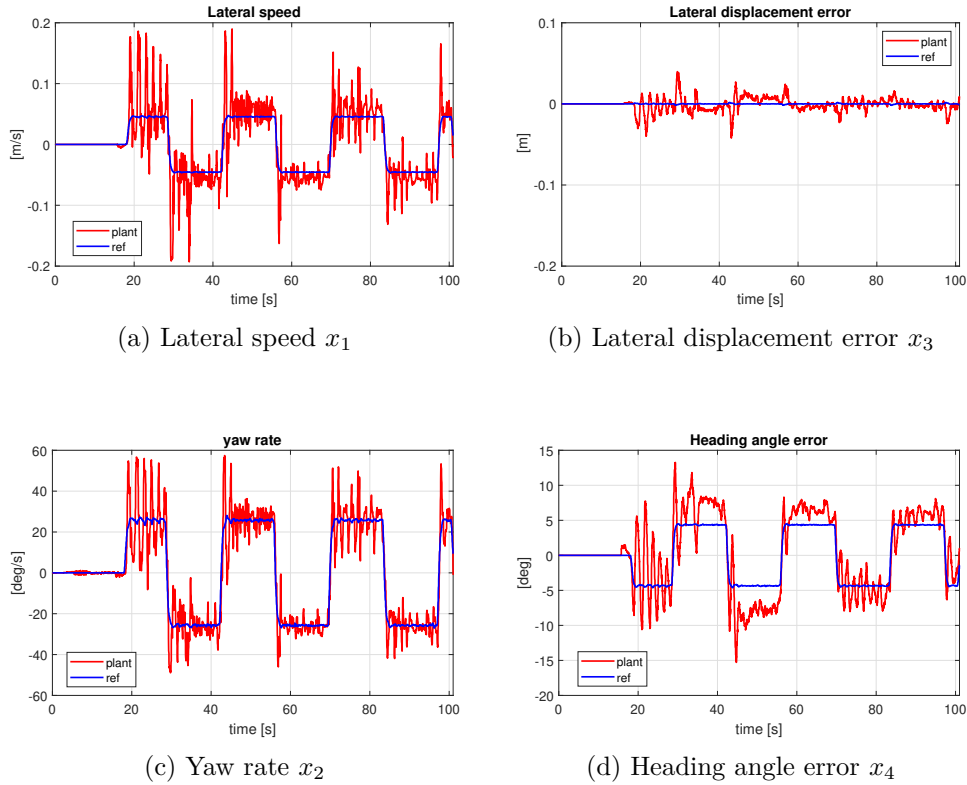 Lateral speed
0.2
0.1
0
-0.1
-0.2
[m/s]
plant
ref
0 20 40 60 80 100
time [s]
(a) Lateral speed x1
Lateral displacement error
0.1
0
-0.1
-0.2
[m]
plant
ref
0 20 40 60 80 100
time [s]
(b) Lateral displacement error x3
yaw rate
60
40
20
0
-20
-40
-60
[deg/s]
plant
ref
0 20 40 60 80 100
time [s]
(c) Yaw rate x2
Heading angle error
15
10
5
0
-5
-10
-15
-20
[deg]
plant
ref
0 20 40 60 80 100
time [s]
(d) Heading angle error x4